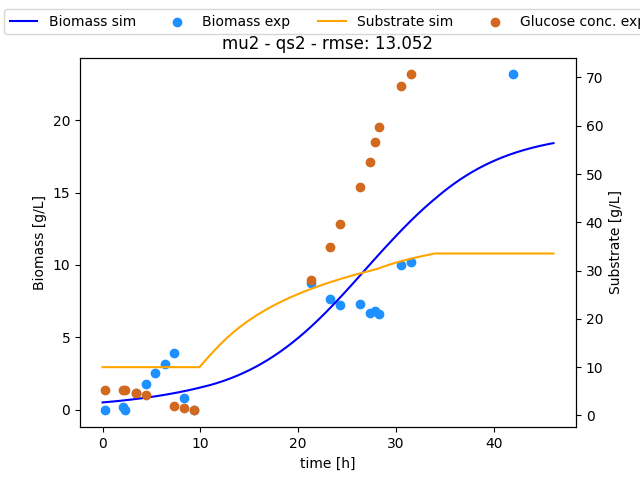 Biomass sim Biomass exp Substrate sim Glucose conc. exp
mu2 - qs2 - rmse: 13.052
Biomass [g/L]
20
15
10
5
0
0 10 20 30 40
time [h]
70
60
50
40
30
20
10
0
Substrate [g/L]